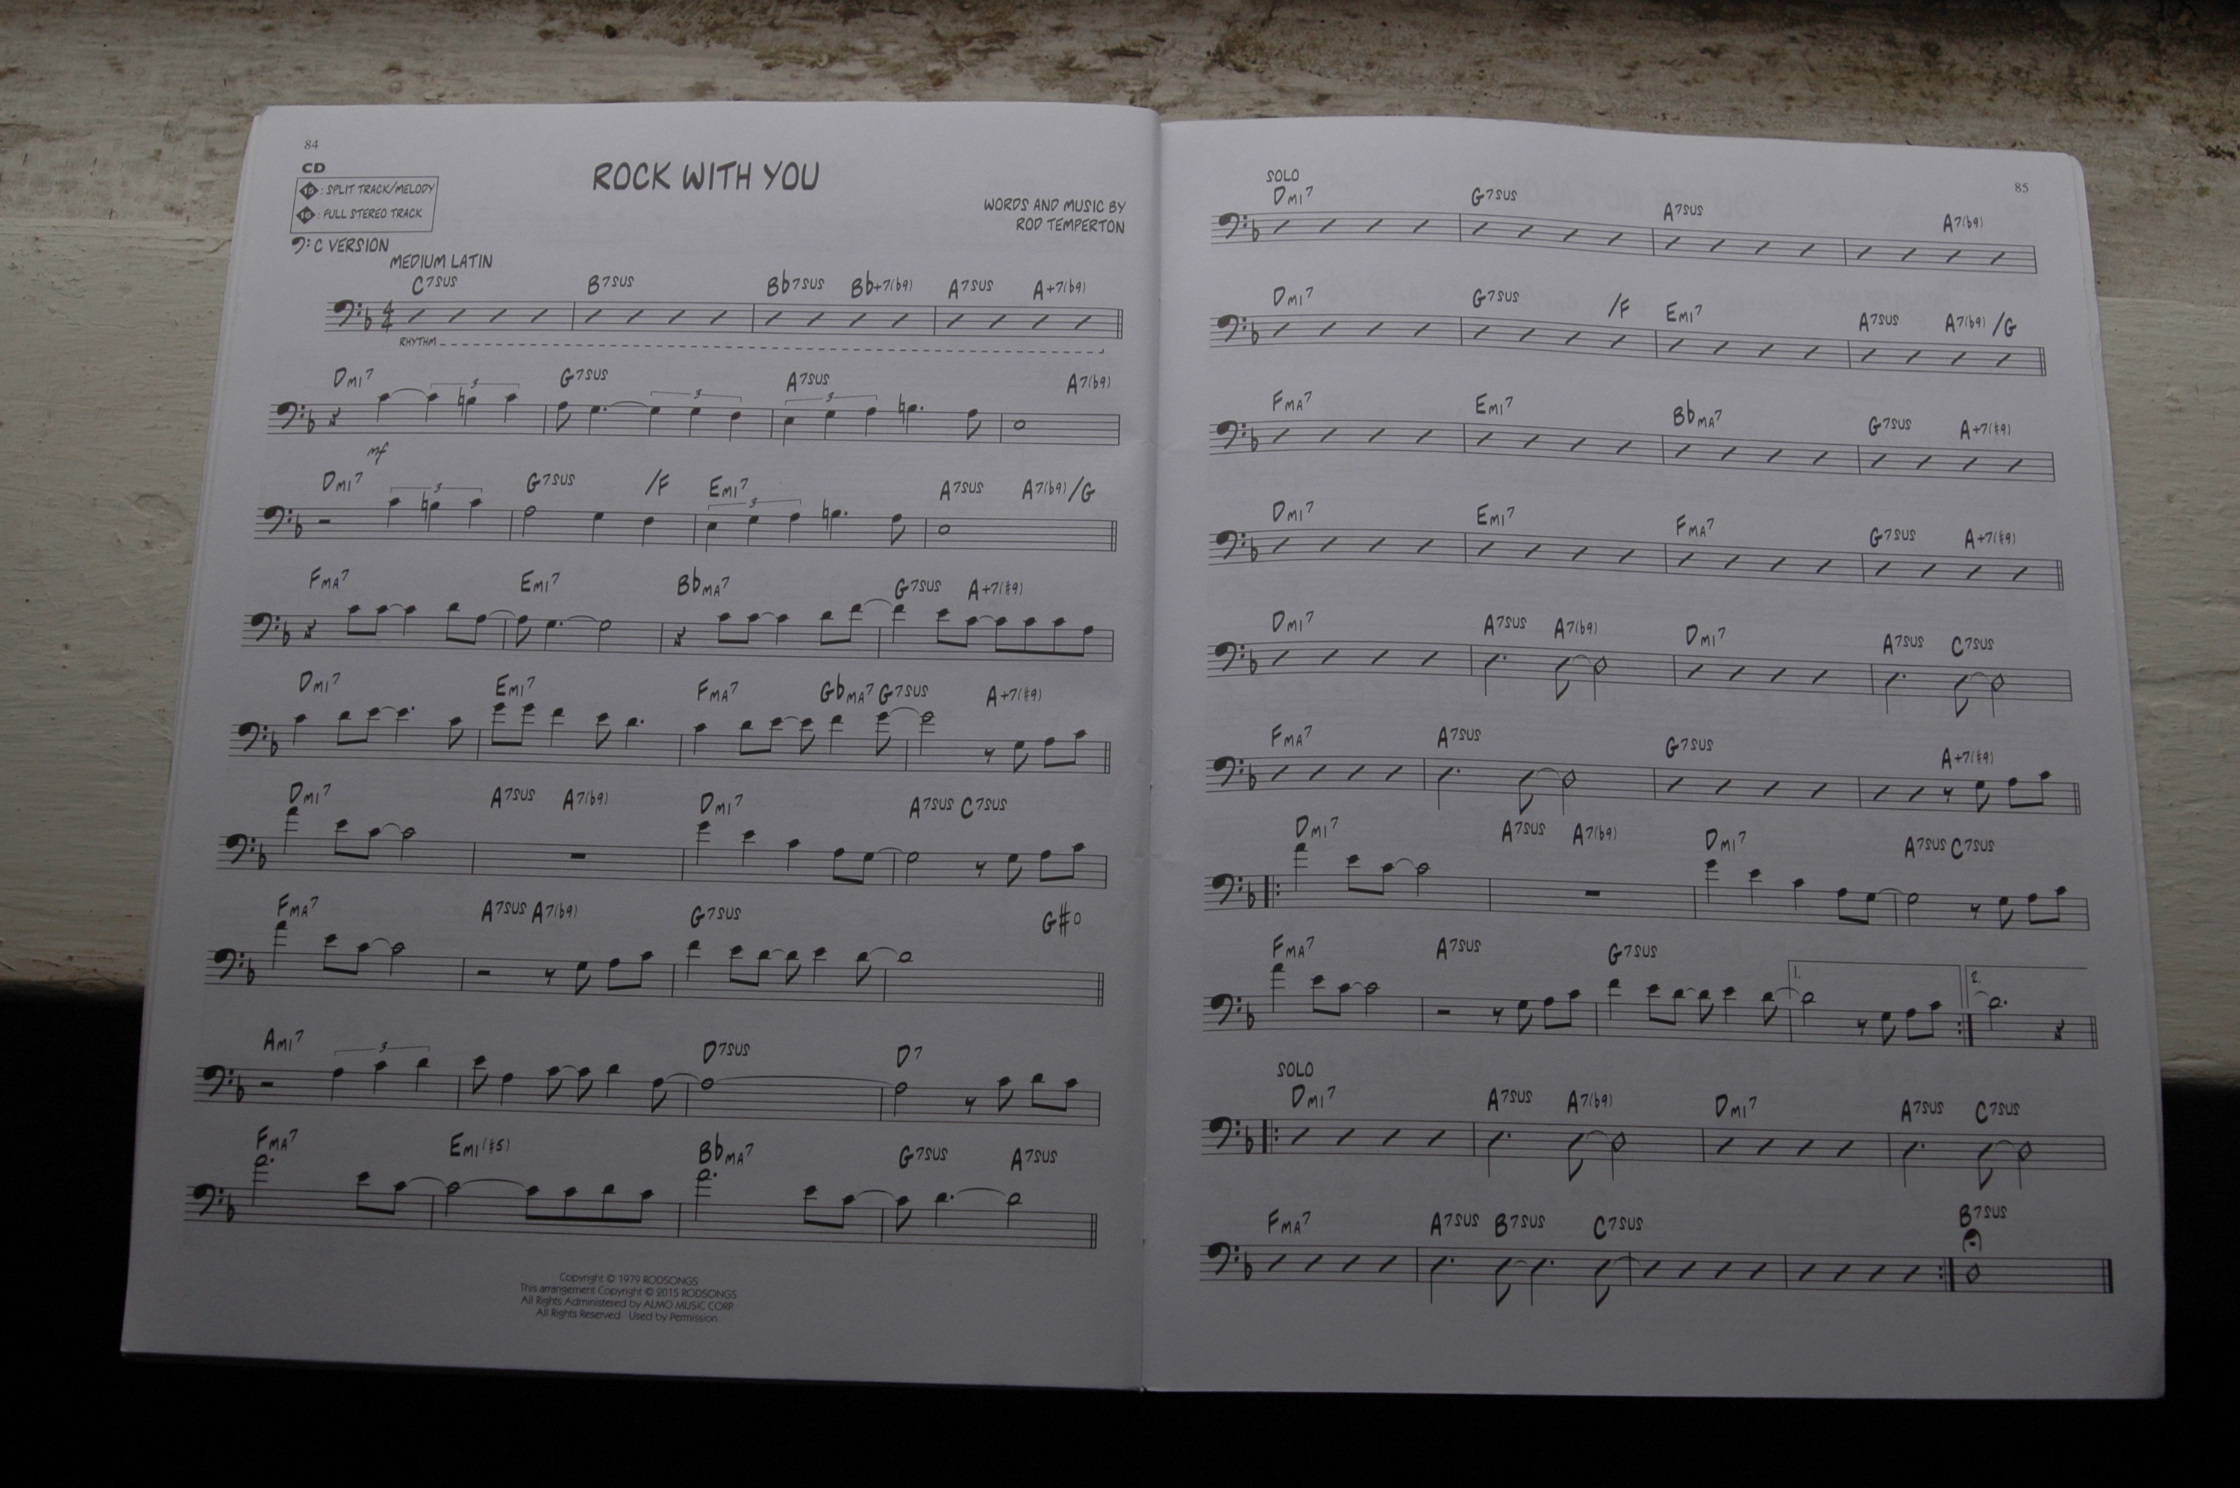 84
CD
15 : SPLIT TRACK/MELODY
16 : FULL STEREO TRACK
C VERSION
ROCK WITH YOU
WORDS AND MUSIC BY
ROD TEMPERTON
MEDIUM LATIN
C7SUS B7SUS Bb7SUS Bb+7(b9) A7SUS A+7(b9)
4
4
RHYTHM
DMI7 G7SUS A7SUS A7(b9)
3 3 3
mf
DMI7 G7SUS /F EMI7 A7SUS A7(b9)/G
3 3
FMA7 EMI7 BbMA7 G7SUS A+7(#9)
DMI7 EMI7 FMA7 GbMA7 G7SUS A+7(#9)
DMI7 A7SUS A7(b9) DMI7 A7SUS C7SUS
FMA7 A7SUS A7(b9) G7SUS G#o
AMI7 D7SUS D7
3
FMA7 EMI(#5) BbMA7 G7SUS A7SUS
Copyright © 1979 RODSONGS
This arrangement Copyright © 2015 RODSONGS
All Rights Administered by ALMO MUSIC CORP.
All Rights Reserved Used by Permission
85
SOLO
DMI7 G7SUS A7SUS A7(b9)
DMI7 G7SUS /F EMI7 A7SUS A7(b9) /G
FMA7 EMI7 BbMA7 G7SUS A+7(#9)
DMI7 EMI7 FMA7 G7SUS A+7(#9)
DMI7 A7SUS A7(b9) DMI7 A7SUS C7SUS
FMA7 A7SUS G7SUS A+7(#9)
DMI7 A7SUS A7(b9) DMI7 A7SUS C7SUS
FMA7 A7SUS G7SUS
1. 2.
SOLO
DMI7 A7SUS A7(b9) DMI7 A7SUS C7SUS
FMA7 A7SUS B7SUS C7SUS B7SUS